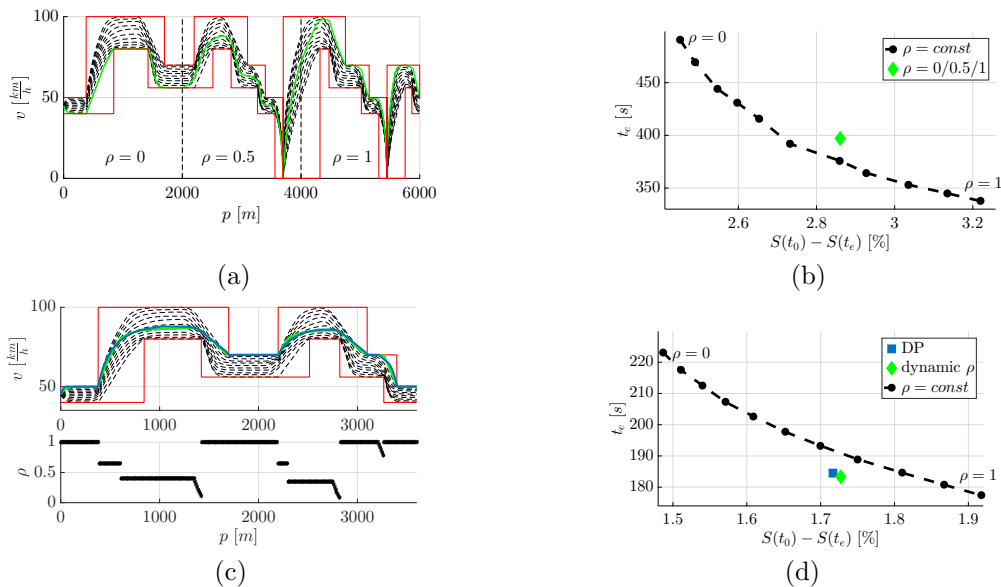 100
50
0
v [km/h]
ρ = 0
ρ = 0.5
ρ = 1
0 2000 4000 6000
p [m]
(a)
450
400
350
t_e [s]
ρ = 0
ρ = const
ρ = 0/0.5/1
ρ = 1
2.6 2.8 3 3.2
S(t_0) − S(t_e) [%]
(b)
100
50
v [km/h]
0 1000 2000 3000
1
0.5
0
ρ
0 1000 2000 3000
p [m]
(c)
220
210
200
190
180
t_e [s]
ρ = 0
DP
dynamic ρ
ρ = const
ρ = 1
1.5 1.6 1.7 1.8 1.9
S(t_0) − S(t_e) [%]
(d)